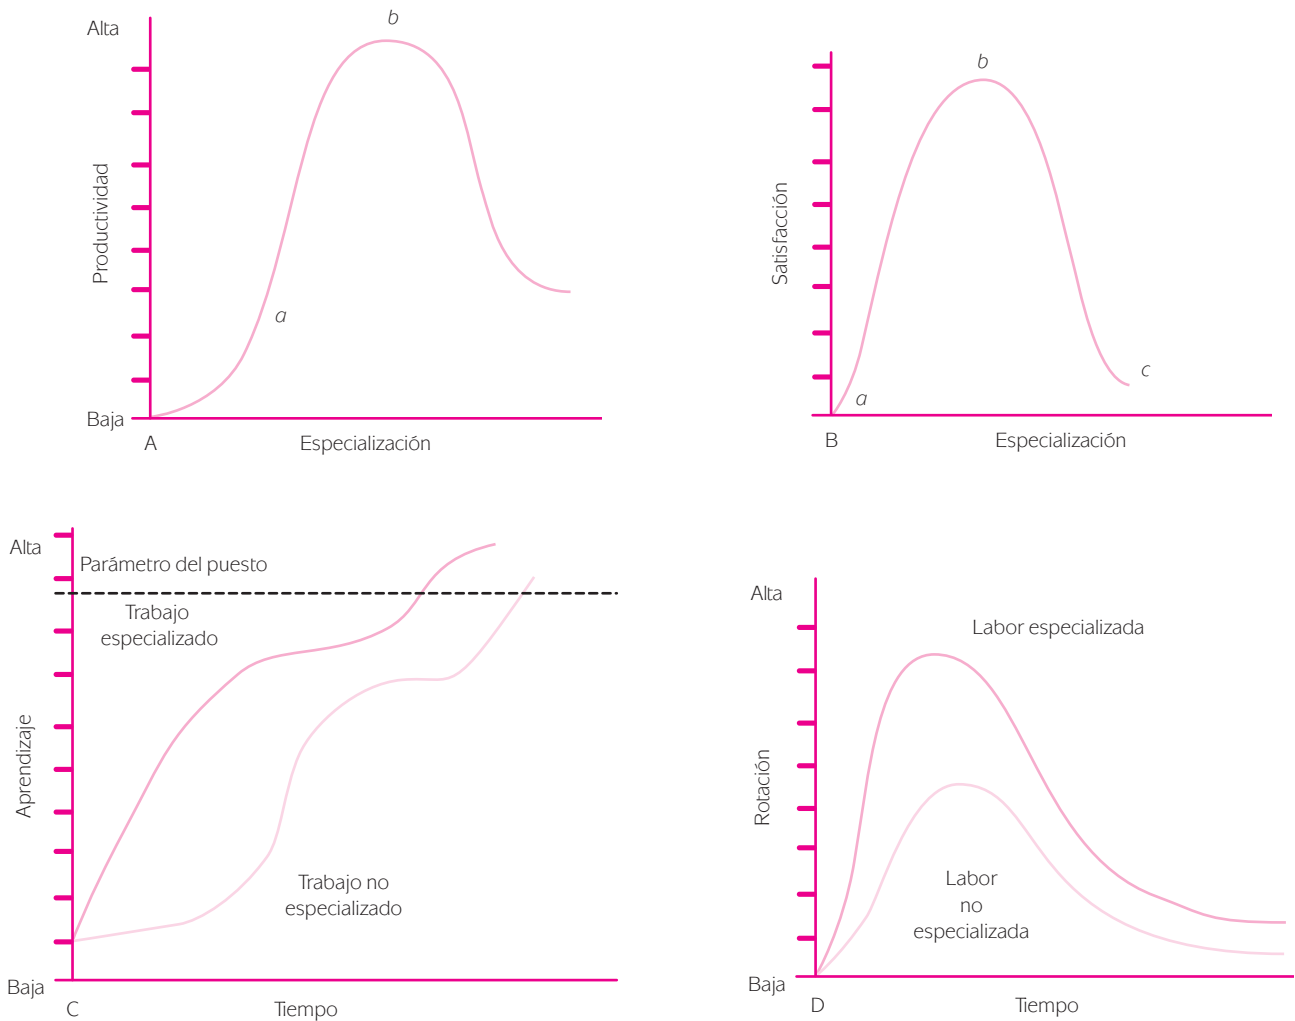 Alta
b
Productividad
a
Baja
A
Especialización
b
Satisfacción
a
c
B
Especialización
Alta
Parámetro del puesto
Trabajo
especializado
Aprendizaje
Trabajo no
especializado
Baja
C
Tiempo
Alta
Labor especializada
Rotación
Labor
no
especializada
Baja
D
Tiempo